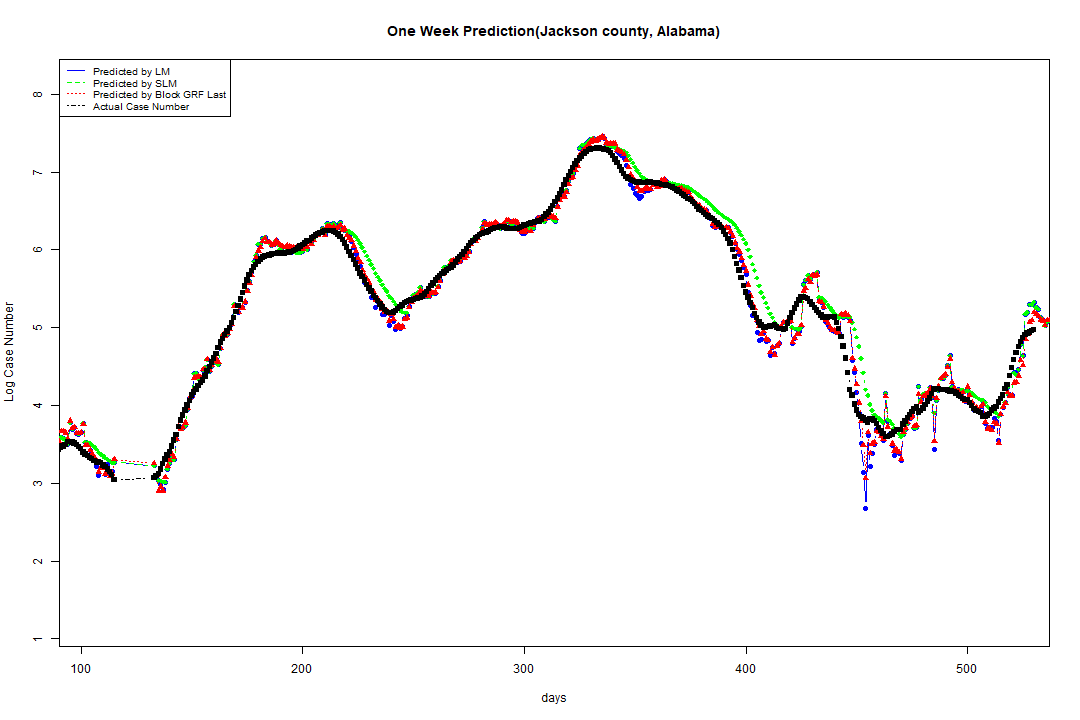 One Week Prediction(Jackson county, Alabama)
Predicted by LM
Predicted by SLM
Predicted by Block GRF Last
Actual Case Number
8
7
6
5
4
3
2
1
Log Case Number
100 200 300 400 500
days